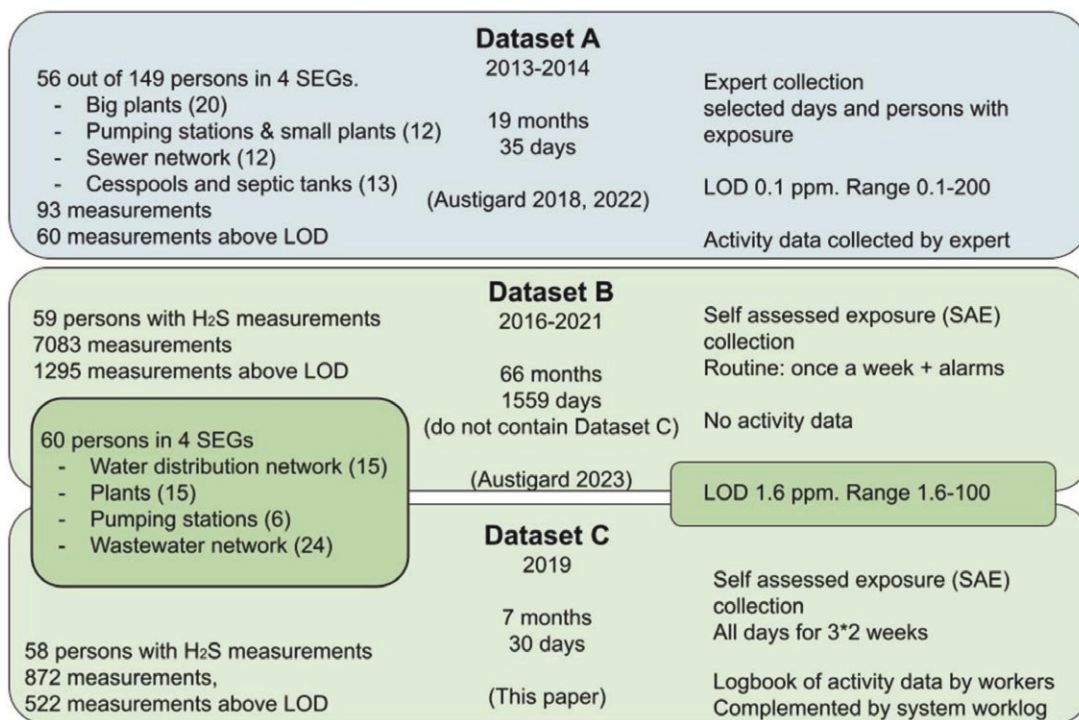 Dataset A
2013-2014
56 out of 149 persons in 4 SEGs.
- Big plants (20)
- Pumping stations & small plants (12)
- Sewer network (12)
- Cesspools and septic tanks (13)
93 measurements
60 measurements above LOD
19 months
35 days
(Austigard 2018, 2022)
Expert collection
selected days and persons with
exposure
LOD 0.1 ppm. Range 0.1-200
Activity data collected by expert
Dataset B
2016-2021
59 persons with H₂S measurements
7083 measurements
1295 measurements above LOD
66 months
1559 days
(do not contain Dataset C)
(Austigard 2023)
Self assessed exposure (SAE)
collection
Routine: once a week + alarms
No activity data
60 persons in 4 SEGs
- Water distribution network (15)
- Plants (15)
- Pumping stations (6)
- Wastewater network (24)
LOD 1.6 ppm. Range 1.6-100
Dataset C
2019
7 months
30 days
(This paper)
58 persons with H₂S measurements
872 measurements,
522 measurements above LOD
Self assessed exposure (SAE)
collection
All days for 3*2 weeks
Logbook of activity data by workers
Complemented by system worklog